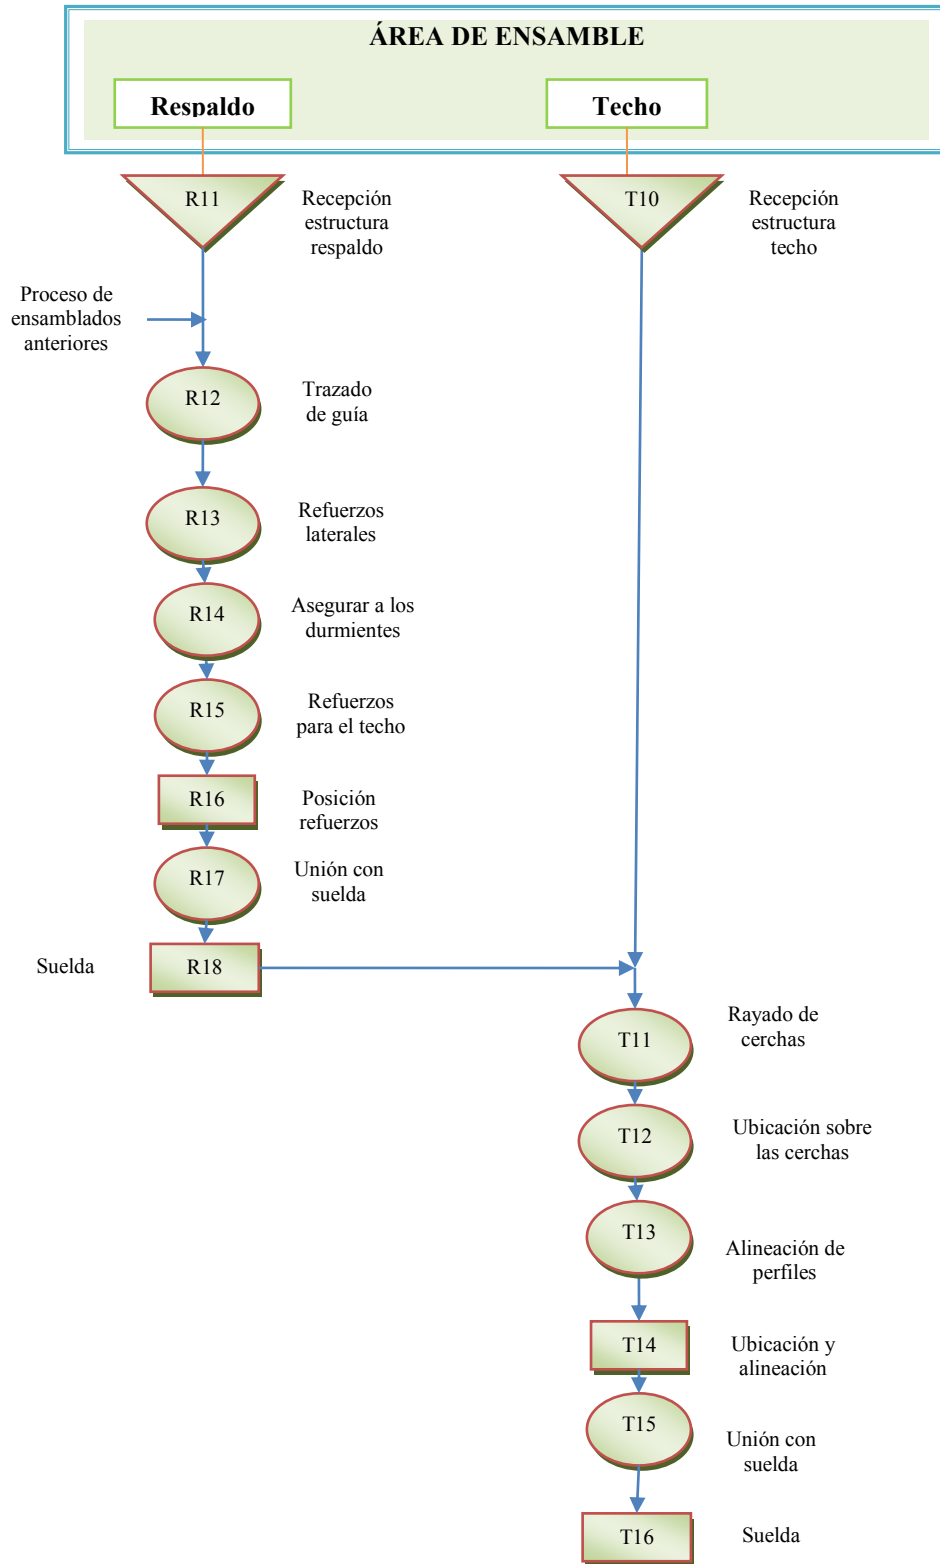 ÁREA DE ENSAMBLE
Respaldo
Techo
R11
Recepción
estructura
respaldo
T10
Recepción
estructura
techo
Proceso de
ensamblados
anteriores
R12
Trazado
de guía
R13
Refuerzos
laterales
R14
Asegurar a los
durmientes
R15
Refuerzos
para el techo
R16
Posición
refuerzos
R17
Unión con
suelda
Suelda
R18
T11
Rayado de
cerchas
T12
Ubicación sobre
las cerchas
T13
Alineación de
perfiles
T14
Ubicación y
alineación
T15
Unión con
suelda
T16
Suelda